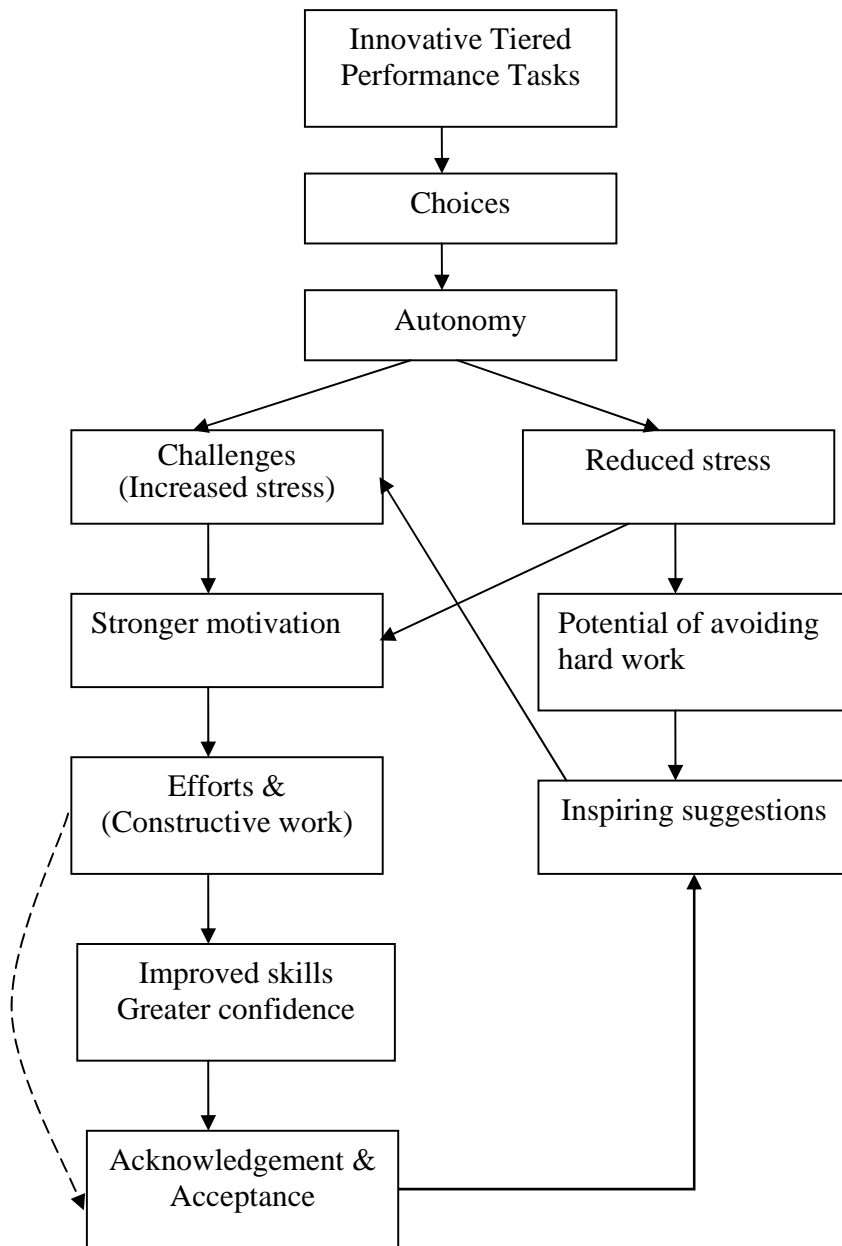 Innovative Tiered
Performance Tasks
Choices
Autonomy
Challenges
(Increased stress)
Reduced stress
Stronger motivation
Potential of avoiding
hard work
Efforts &
(Constructive work)
Inspiring suggestions
Improved skills
Greater confidence
Acknowledgement &
Acceptance